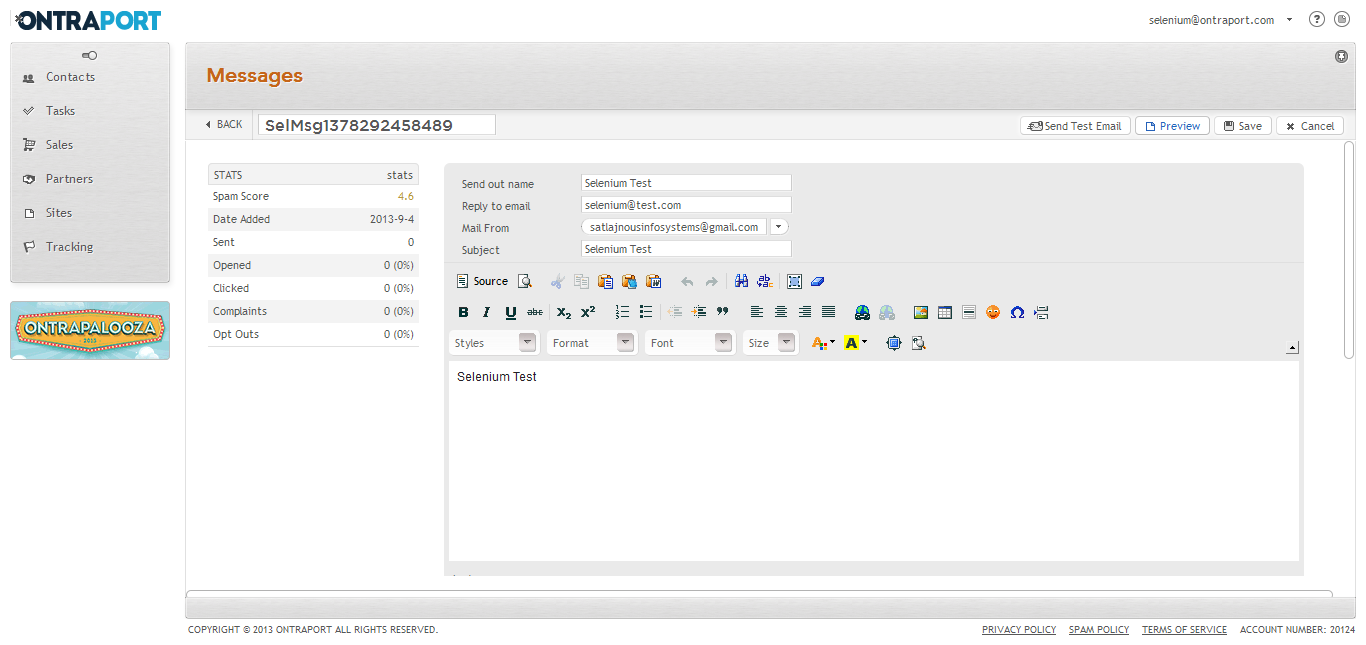 ONTRAPORT
selenium@ontraport.com
Contacts
Tasks
Sales
Partners
Sites
Tracking
ONTRAPALOOZA
2013
Messages
BACK
SelMsg1378292458489
Send Test Email
Preview
Save
Cancel
STATS stats
Spam Score 4.6
Date Added 2013-9-4
Sent 0
Opened 0 (0%)
Clicked 0 (0%)
Complaints 0 (0%)
Opt Outs 0 (0%)
Send out name Selenium Test
Reply to email selenium@test.com
Mail From satlajnousinfosystems@gmail.com
Subject Selenium Test
Source
B I U abc X₂ X²
Styles Format Font Size
Selenium Test
COPYRIGHT © 2013 ONTRAPORT ALL RIGHTS RESERVED.
PRIVACY POLICY SPAM POLICY TERMS OF SERVICE ACCOUNT NUMBER: 20124